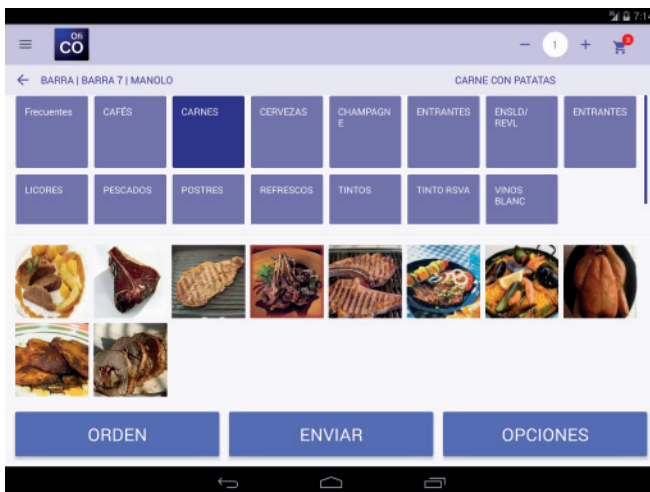 7:14
Ofi
CO
1
3
BARRA | BARRA 7 | MANOLO
CARNE CON PATATAS
Frecuentes
CAFÉS
CARNES
CERVEZAS
CHAMPAGN
E
ENTRANTES
ENSLD/
REVL
ENTRANTES
LICORES
PESCADOS
POSTRES
REFRESCOS
TINTOS
TINTO RSVA
VINOS
BLANC
ORDEN
ENVIAR
OPCIONES